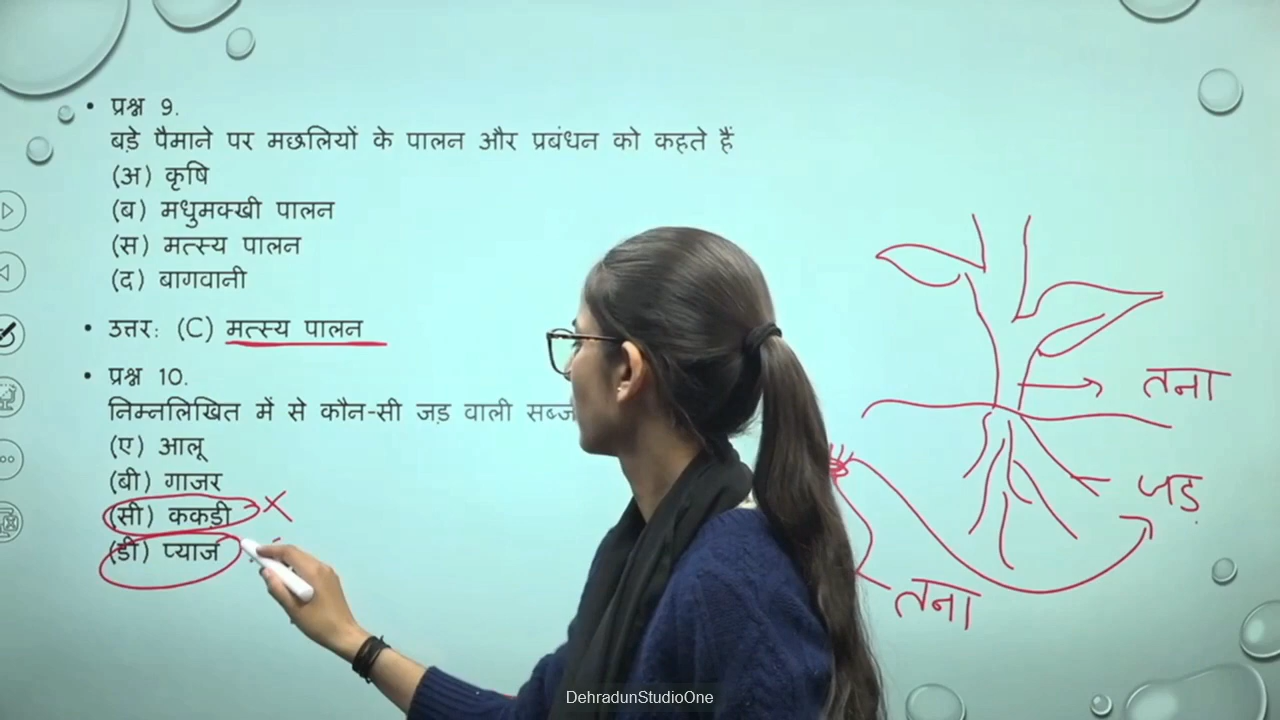 प्रश्न 9.
बड़े पैमाने पर मछलियों के पालन और प्रबंधन को कहते हैं
(अ) कृषि
(ब) मधुमक्खी पालन
(स) मत्स्य पालन
(द) बागवानी
उत्तर: (C) मत्स्य पालन
प्रश्न 10.
निम्नलिखित में से कौन-सी जड़ वाली
(ए) आलू
(बी) गाजर
(सी) ककड़ी
(डी) प्याज
तना
जड़
तना
DehradunStudioOne